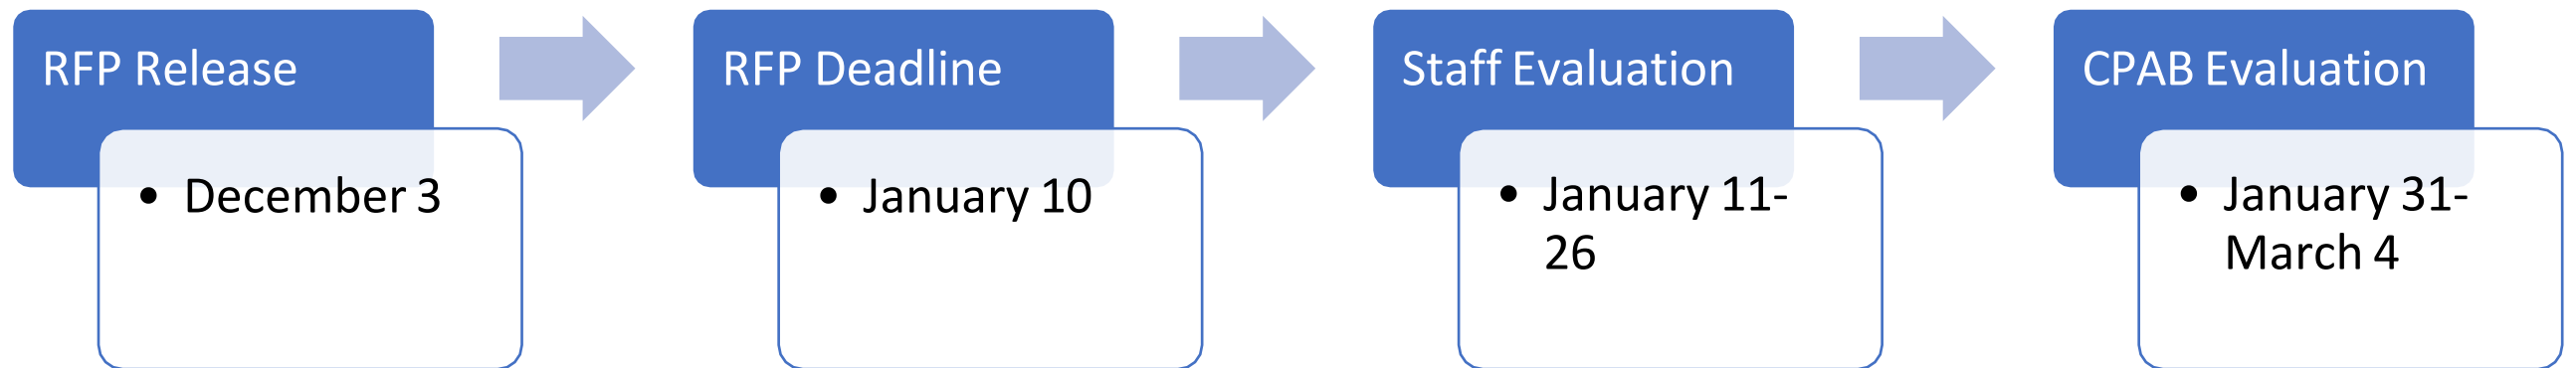 RFP Release
• December 3
RFP Deadline
• January 10
Staff Evaluation
• January 11-
26
CPAB Evaluation
• January 31-
March 4